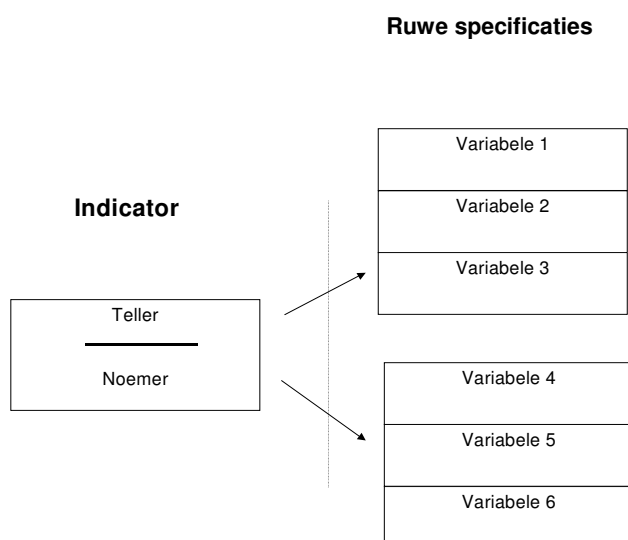 Ruwe specificaties
Variabele 1
Variabele 2
Variabele 3
Indicator
Teller
Noemer
Variabele 4
Variabele 5
Variabele 6